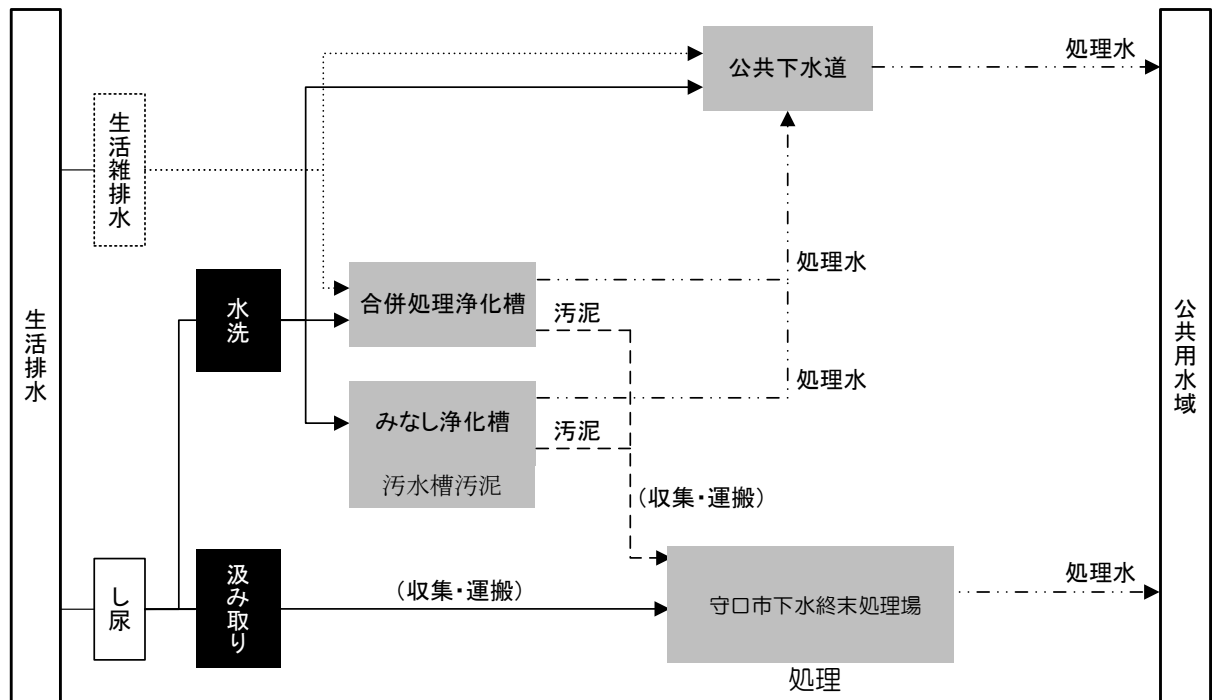 生活排水
生活雑排水
し尿
水洗
汲み取り
公共下水道
合併処理浄化槽
みなし浄化槽
汚水槽汚泥
処理水
処理水
汚泥
処理水
汚泥
(収集・運搬)
(収集・運搬)
守口市下水終末処理場
処理
処理水
公共用水域